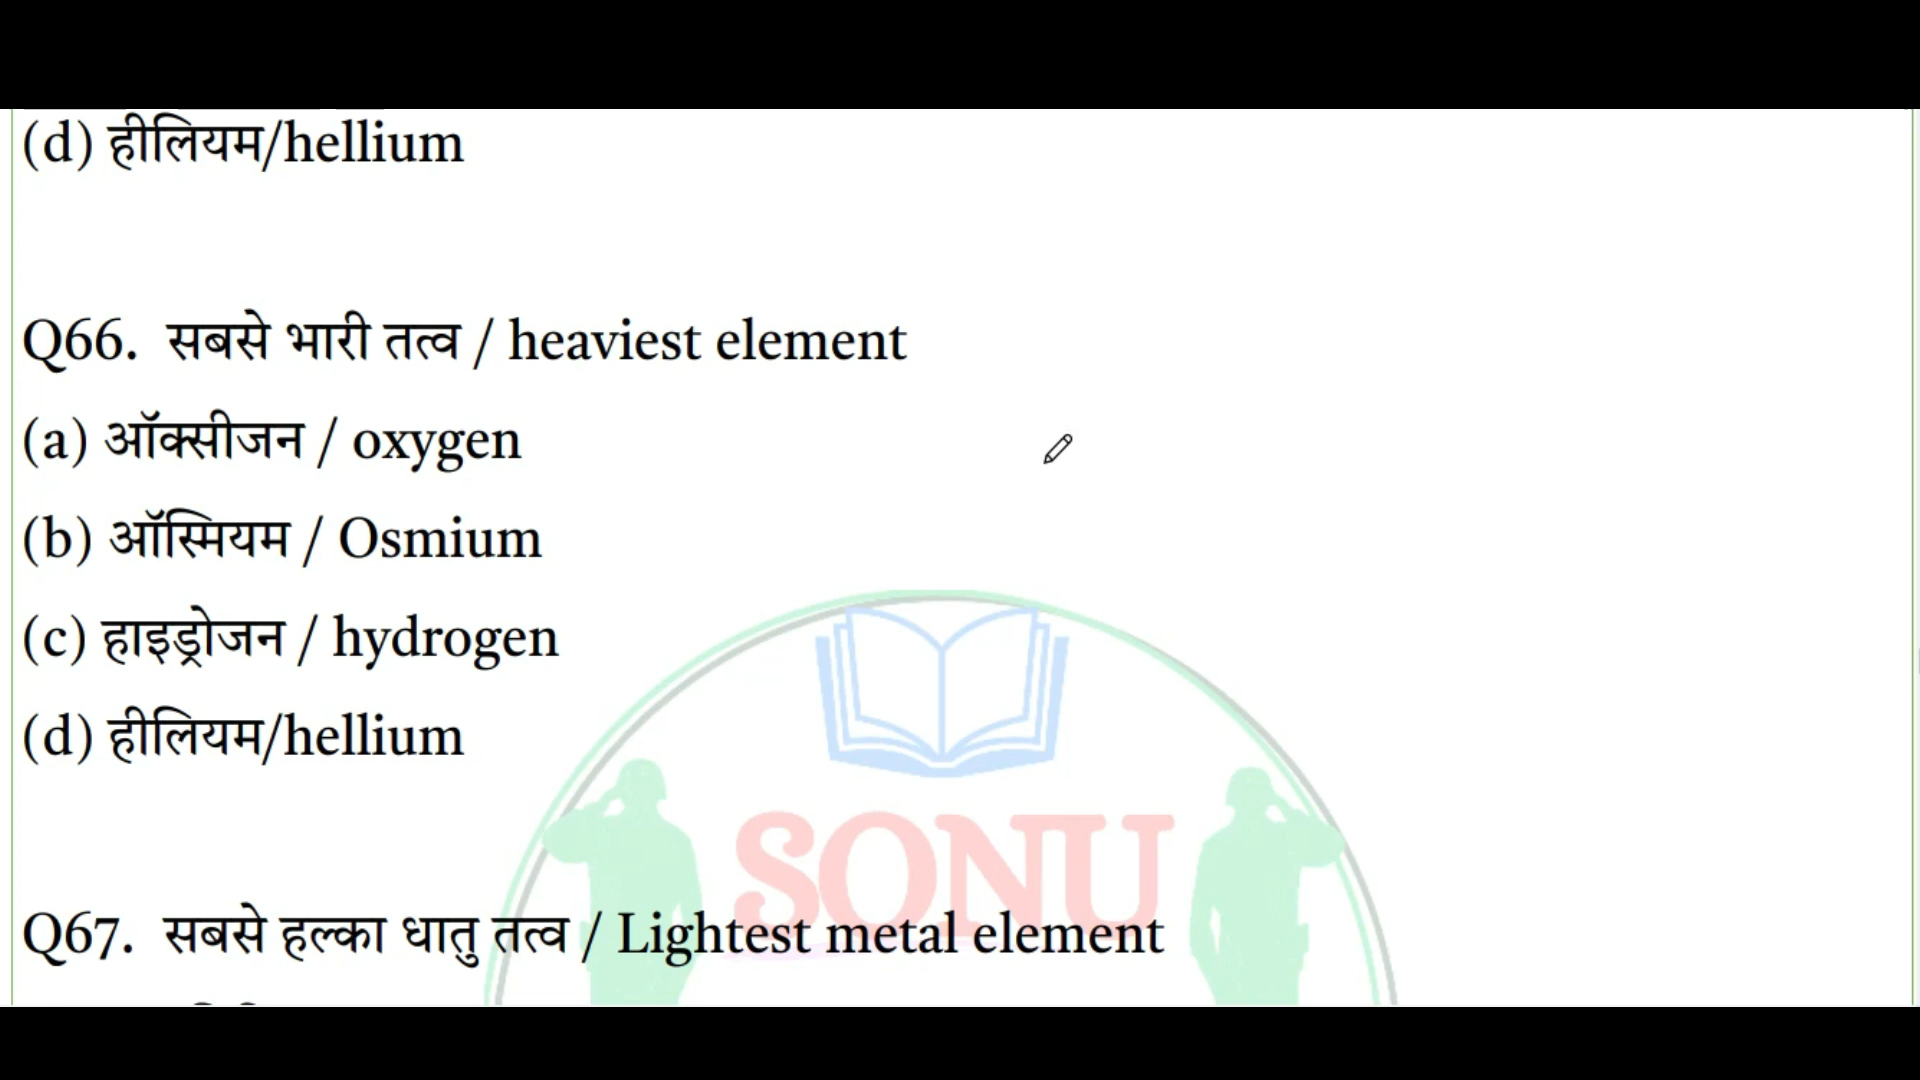 (d) हीलियम/hellium
Q66. सबसे भारी तत्व / heaviest element
(a) ऑक्सीजन / oxygen
(b) ऑस्मियम / Osmium
(c) हाइड्रोजन / hydrogen
(d) हीलियम/hellium
SONU
Q67. सबसे हल्का धातु तत्व / Lightest metal element